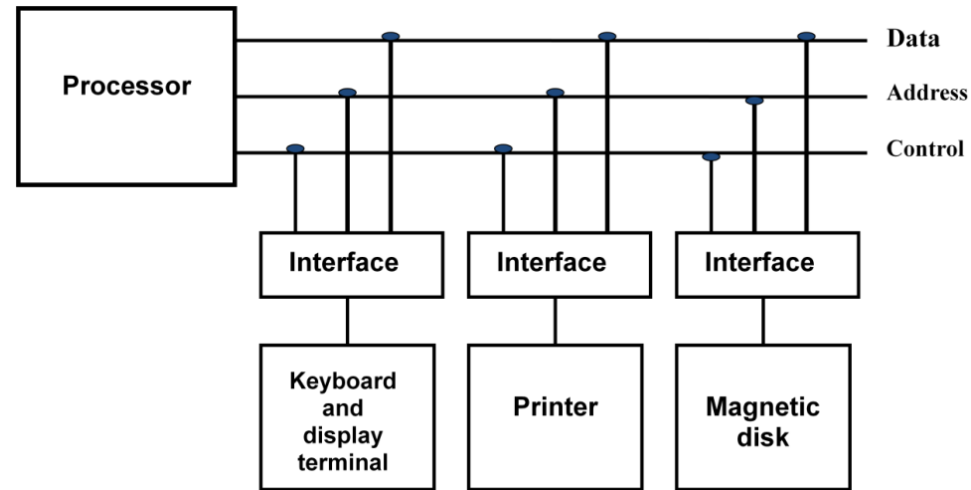 Data
Processor
Address
Control
Interface
Interface
Interface
Keyboard
and
display
terminal
Printer
Magnetic
disk